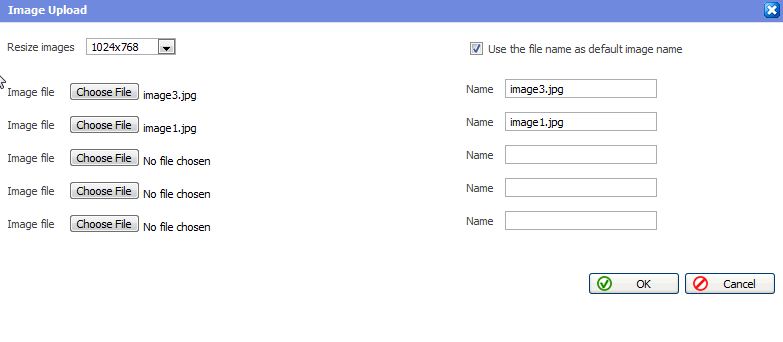 Image Upload
Resize images 1024x768 Use the file name as default image name
Image file Choose File image3.jpg Name image3.jpg
Image file Choose File image1.jpg Name image1.jpg
Image file Choose File No file chosen Name
Image file Choose File No file chosen Name
Image file Choose File No file chosen Name
OK Cancel